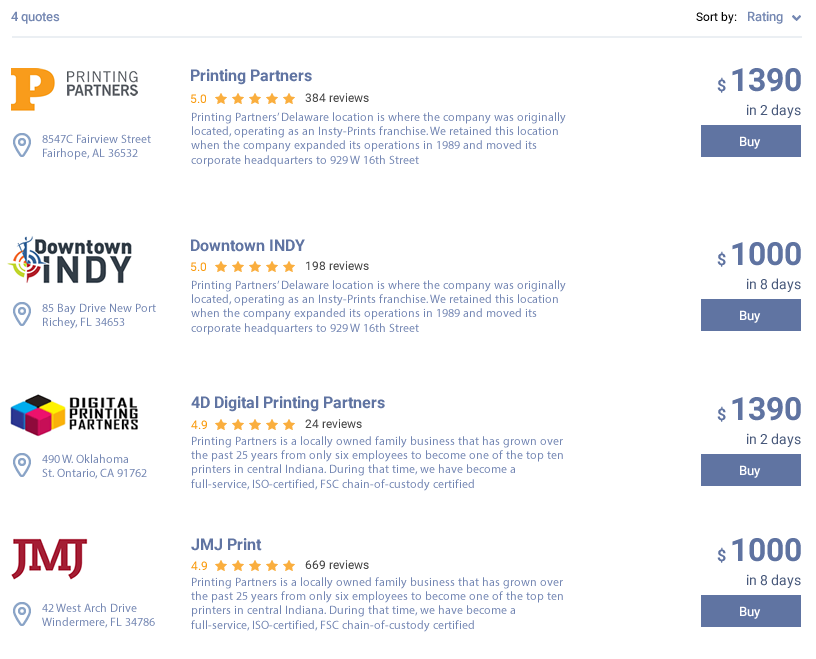 4 quotes
Sort by: Rating
PRINTING
PARTNERS
8547C Fairview Street
Fairhope, AL 36532
Printing Partners
5.0 384 reviews
Printing Partners’ Delaware location is where the company was originally
located, operating as an Insty-Prints franchise. We retained this location
when the company expanded its operations in 1989 and moved its
corporate headquarters to 929 W 16th Street
$ 1390
in 2 days
Buy
Downtown
INDY
85 Bay Drive New Port
Richey, FL 34653
Downtown INDY
5.0 198 reviews
Printing Partners’ Delaware location is where the company was originally
located, operating as an Insty-Prints franchise. We retained this location
when the company expanded its operations in 1989 and moved its
corporate headquarters to 929 W 16th Street
$ 1000
in 8 days
Buy
DIGITAL
PRINTING
PARTNERS
490 W. Oklahoma
St. Ontario, CA 91762
4D Digital Printing Partners
4.9 24 reviews
Printing Partners is a locally owned family business that has grown over
the past 25 years from only six employees to become one of the top ten
printers in central Indiana. During that time, we have become a
full-service, ISO-certified, FSC chain-of-custody certified
$ 1390
in 2 days
Buy
JMJ
42 West Arch Drive
Windermere, FL 34786
JMJ Print
4.9 669 reviews
Printing Partners is a locally owned family business that has grown over
the past 25 years from only six employees to become one of the top ten
printers in central Indiana. During that time, we have become a
full-service, ISO-certified, FSC chain-of-custody certified
$ 1000
in 8 days
Buy